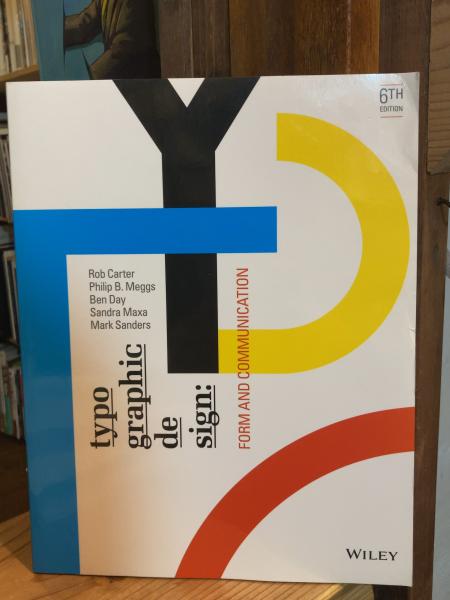 6TH
EDITION
Rob Carter
Philip B. Meggs
Ben Day
Sandra Maxa
Mark Sanders
typo
graphic
de
sign:
FORM AND COMMUNICATION
WILEY